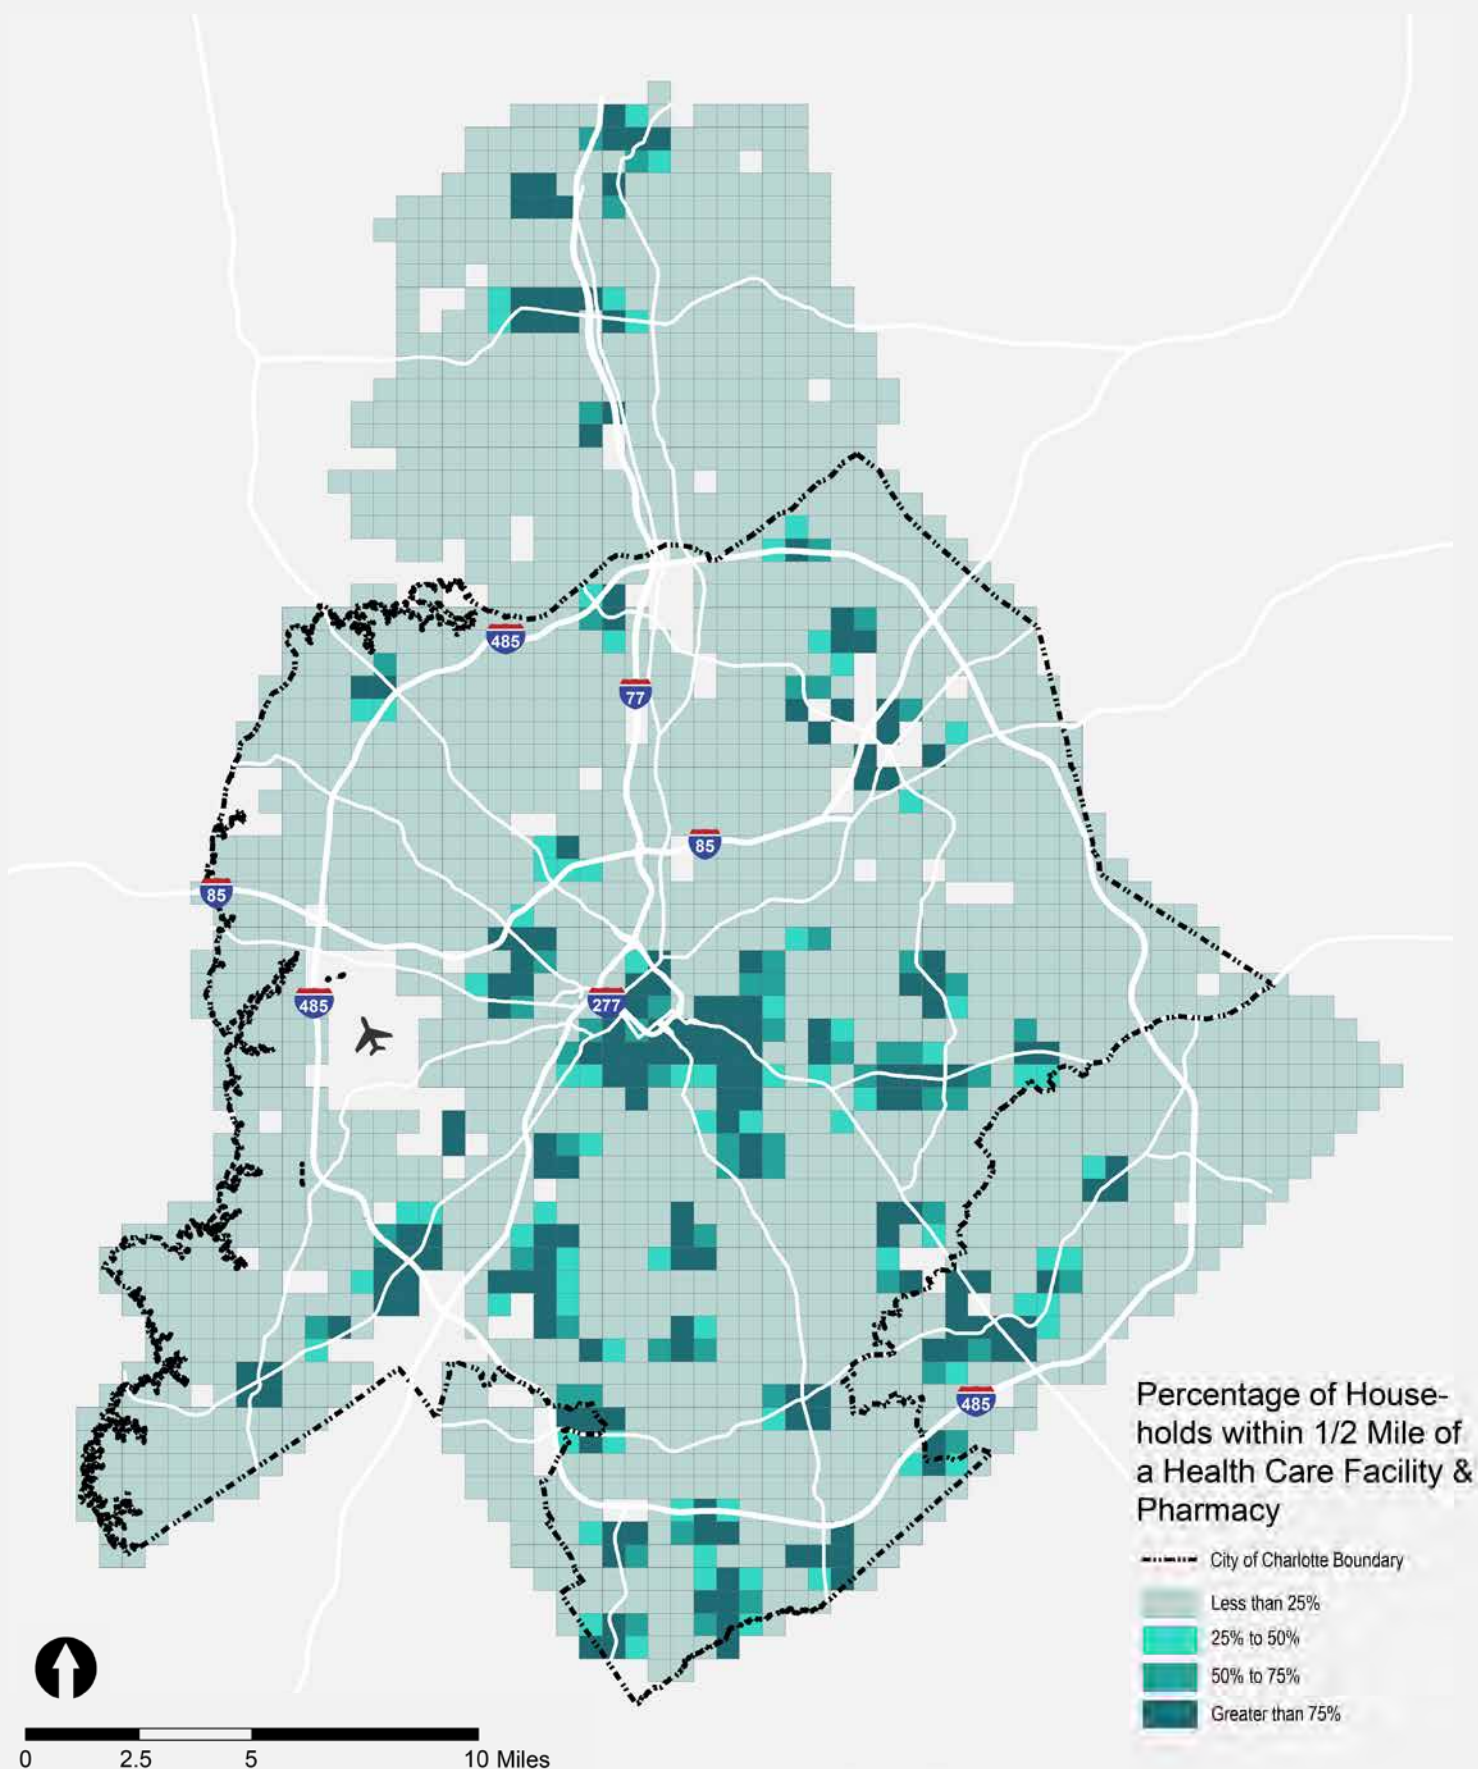 485
77
85
85
485
277
485
Percentage of House-
holds within 1/2 Mile of
a Health Care Facility &
Pharmacy
City of Charlotte Boundary
Less than 25%
25% to 50%
50% to 75%
Greater than 75%
0 2.5 5 10 Miles